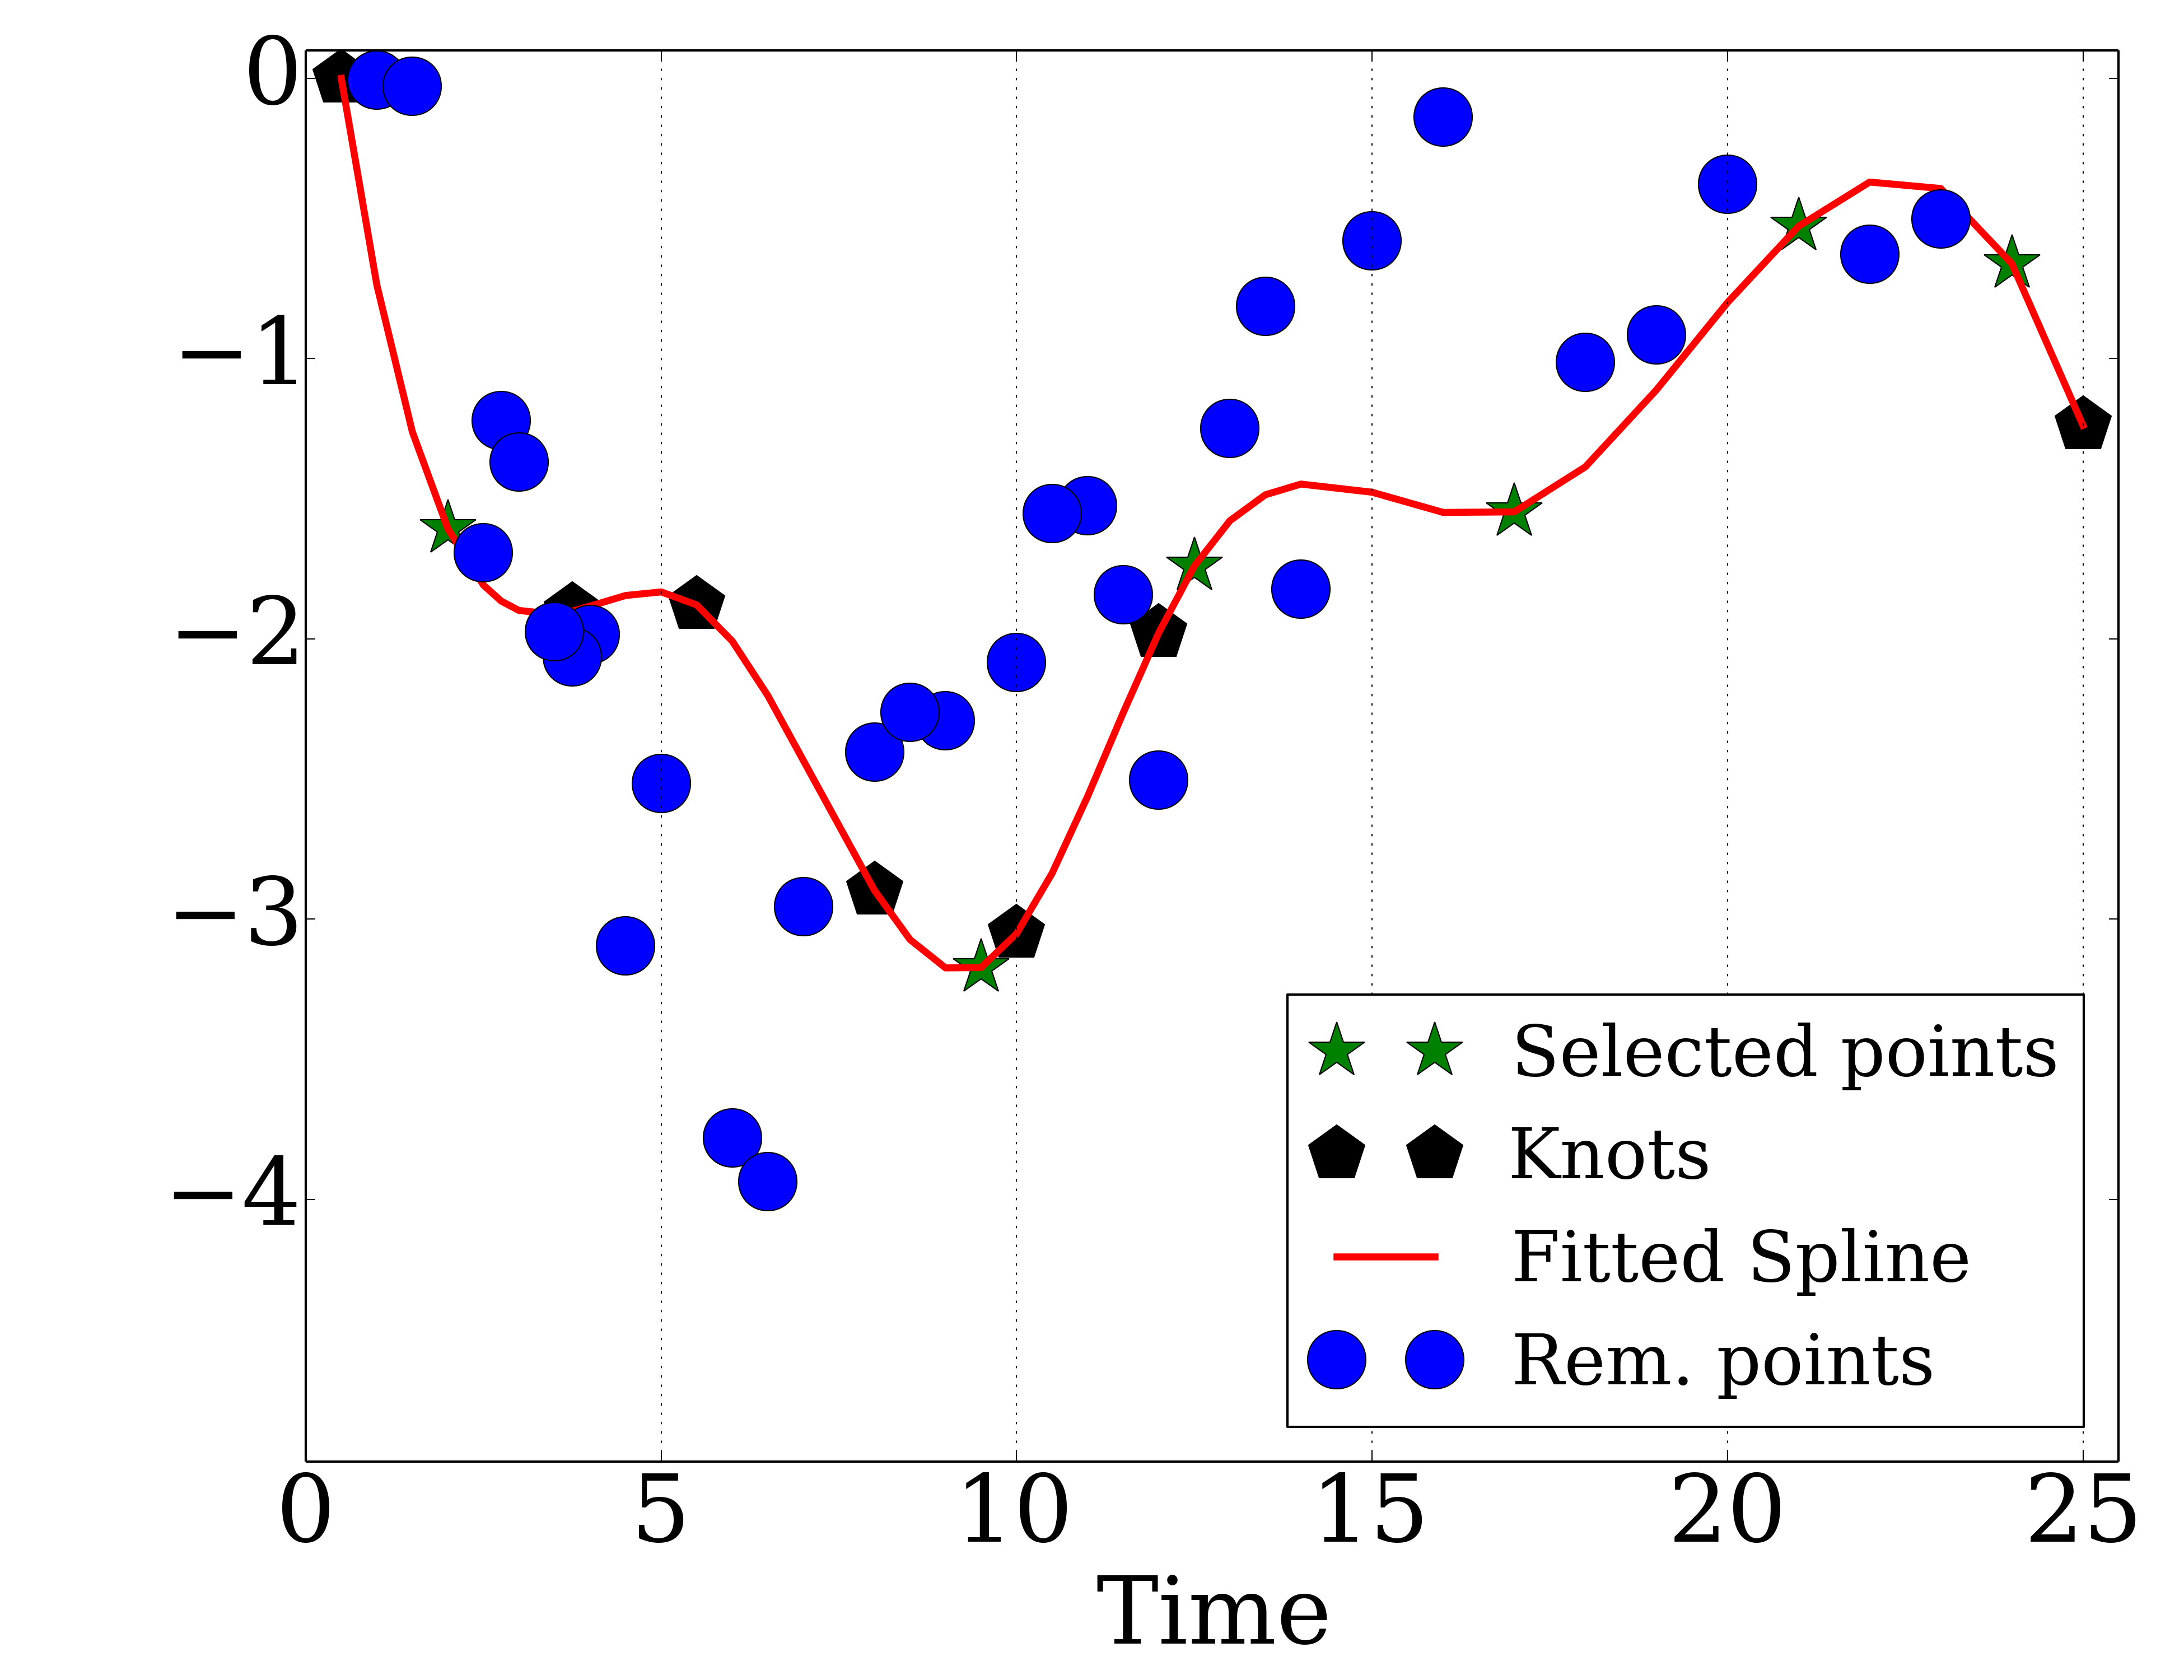 0
−1
−2
−3
−4
Selected points
Knots
Fitted Spline
Rem. points
0 5 10 15 20 25
Time